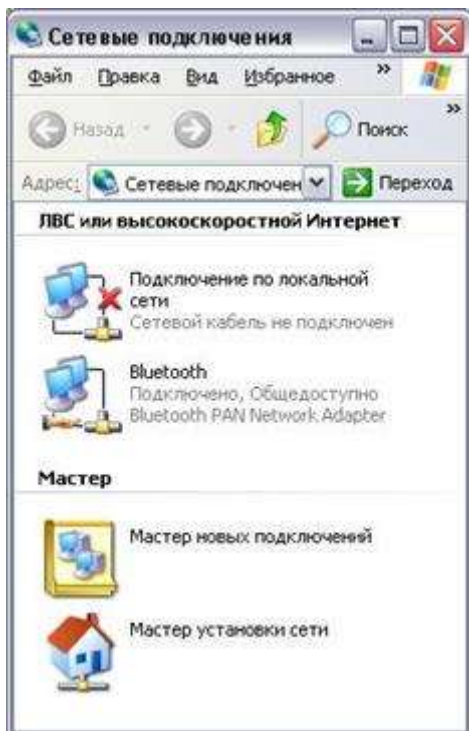 Сетевые подключения
Файл Правка Вид Избранное »
Назад Поиск »
Адрес: Сетевые подключен Переход
ЛВС или высокоскоростной Интернет
Подключение по локальной
сети
Сетевой кабель не подключен
Bluetooth
Подключено, Общедоступно
Bluetooth PAN Network Adapter
Мастер
Мастер новых подключений
Мастер установки сети